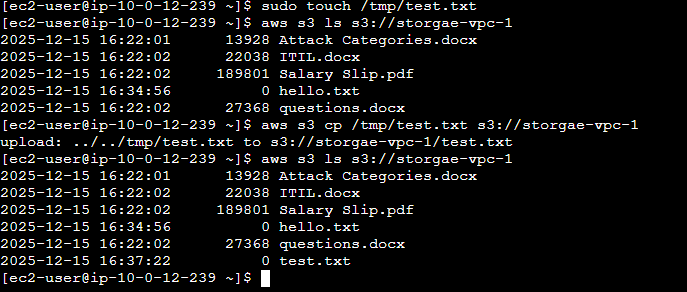 [ec2-user@ip-10-0-12-239 ~]$ sudo touch /tmp/test.txt
[ec2-user@ip-10-0-12-239 ~]$ aws s3 ls s3://storgae-vpc-1
2025-12-15 16:22:01      13928 Attack Categories.docx
2025-12-15 16:22:02      22038 ITIL.docx
2025-12-15 16:22:02     189801 Salary Slip.pdf
2025-12-15 16:34:56          0 hello.txt
2025-12-15 16:22:02      27368 questions.docx
[ec2-user@ip-10-0-12-239 ~]$ aws s3 cp /tmp/test.txt s3://storgae-vpc-1
upload: ../../tmp/test.txt to s3://storgae-vpc-1/test.txt
[ec2-user@ip-10-0-12-239 ~]$ aws s3 ls s3://storgae-vpc-1
2025-12-15 16:22:01      13928 Attack Categories.docx
2025-12-15 16:22:02      22038 ITIL.docx
2025-12-15 16:22:02     189801 Salary Slip.pdf
2025-12-15 16:34:56          0 hello.txt
2025-12-15 16:22:02      27368 questions.docx
2025-12-15 16:37:22          0 test.txt
[ec2-user@ip-10-0-12-239 ~]$